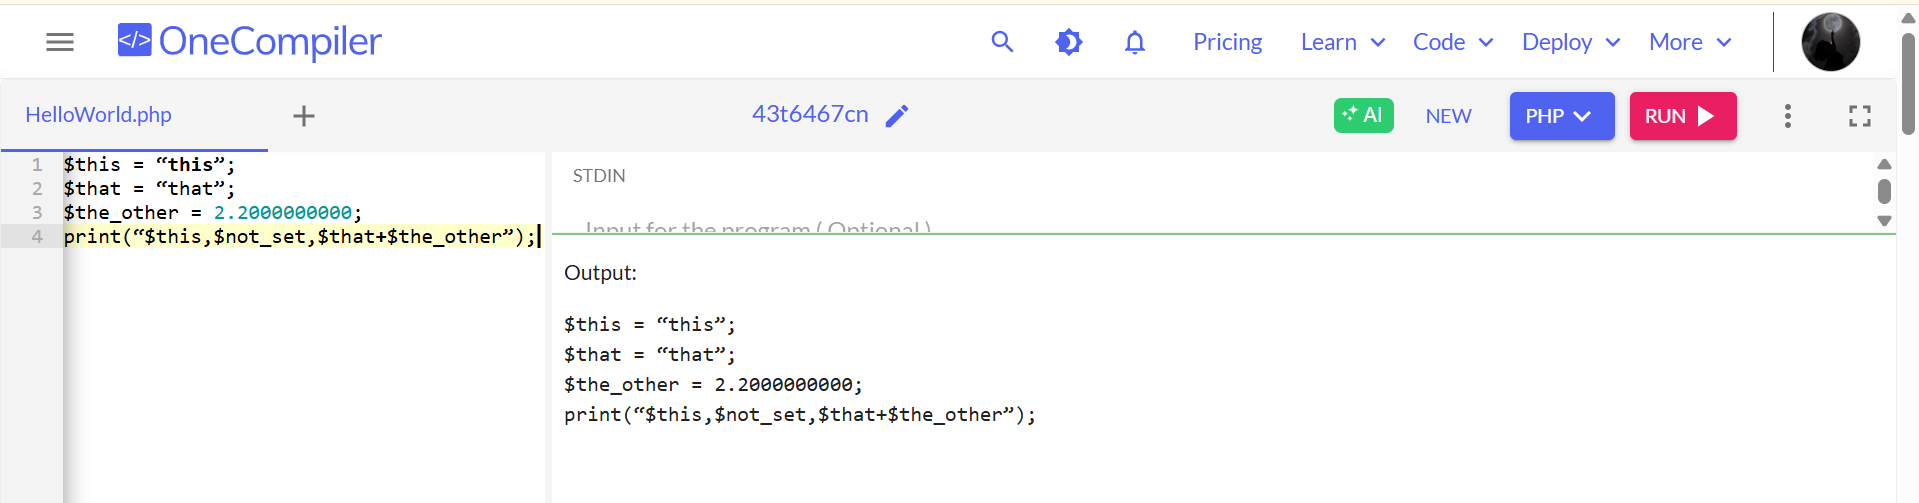 </> OneCompiler
Pricing Learn Code Deploy More
HelloWorld.php + 43t6467cn AI NEW PHP RUN
1 $this = “this”;
2 $that = “that”;
3 $the_other = 2.2000000000;
4 print(“$this,$not_set,$that+$the_other”);
STDIN
Input for the program ( Optional )
Output:
$this = “this”;
$that = “that”;
$the_other = 2.2000000000;
print(“$this,$not_set,$that+$the_other”);